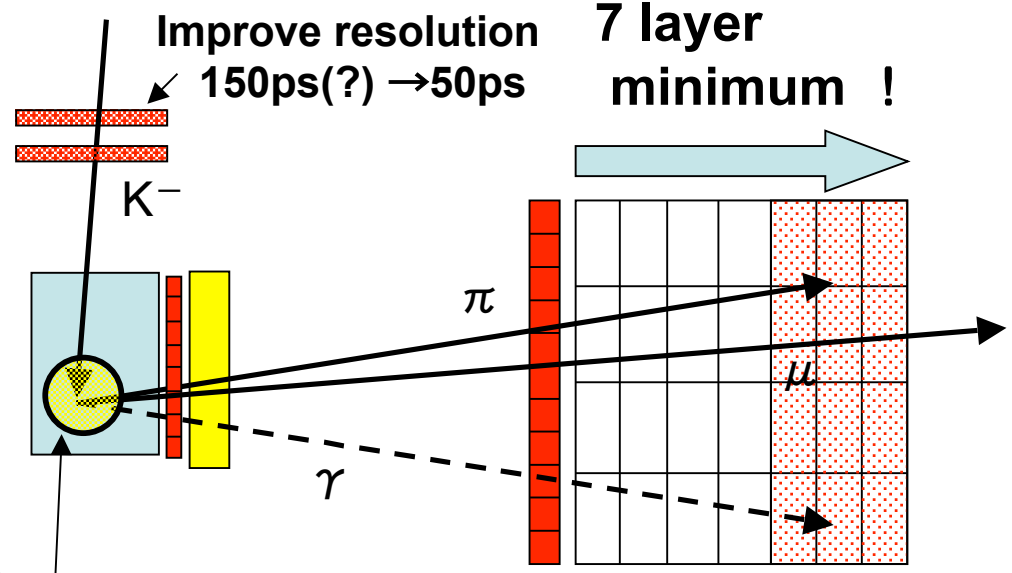 Improve resolution
150ps(?) →50ps
7 layer
minimum !
K⁻
π
μ
γ